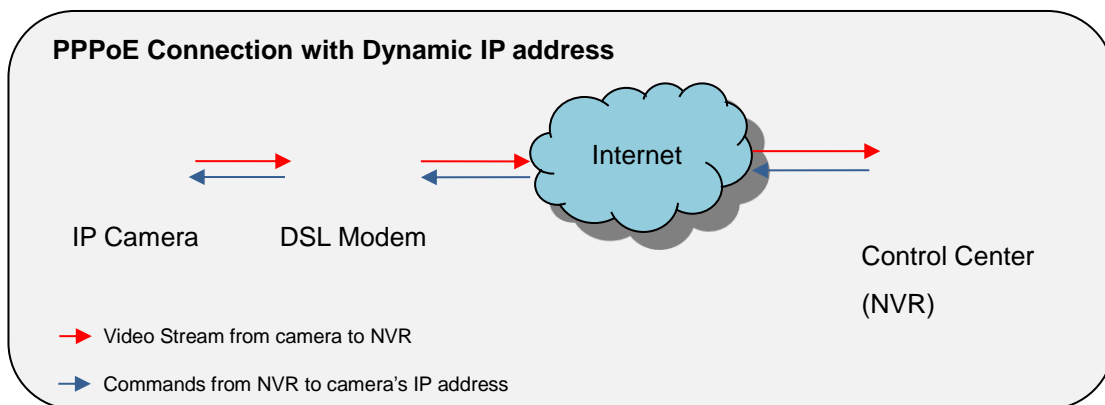 PPPoE Connection with Dynamic IP address
Internet
IP Camera
DSL Modem
Control Center
(NVR)
Video Stream from camera to NVR
Commands from NVR to camera’s IP address